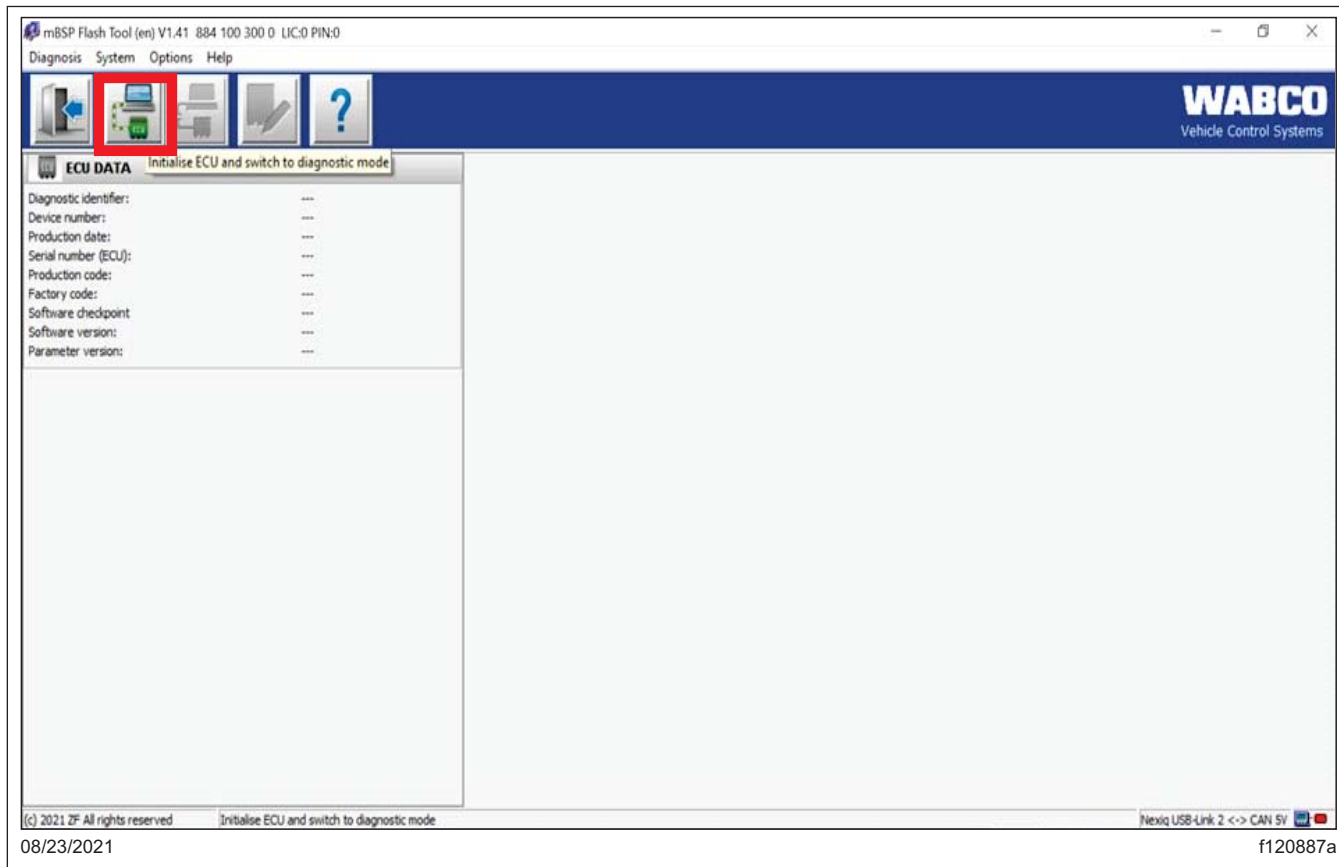 mBSP Flash Tool (en) V1.41 884 100 300 0 LIC:0 PIN:0
Diagnosis System Options Help
?
WABCO
Vehicle Control Systems
Initialise ECU and switch to diagnostic mode
ECU DATA
Diagnostic identifier: ---
Device number: ---
Production date: ---
Serial number (ECU): ---
Production code: ---
Factory code: ---
Software checkpoint ---
Software version: ---
Parameter version: ---
(c) 2021 ZF All rights reserved Initialise ECU and switch to diagnostic mode Nexiq USB-Link 2 <-> CAN 5V
08/23/2021 f120887a